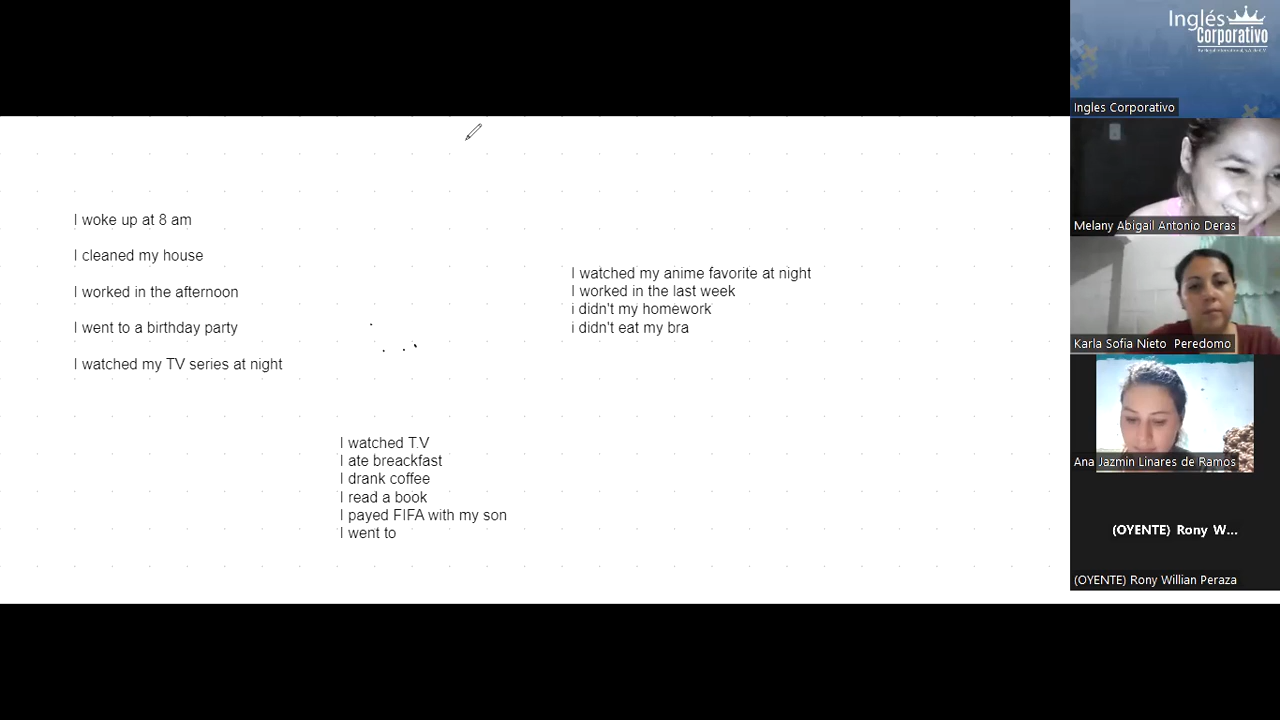 I woke up at 8 am
I cleaned my house
I worked in the afternoon
I went to a birthday party
I watched my TV series at night
I watched my anime favorite at night
I worked in the last week
i didn't my homework
i didn't eat my bra
I watched T.V
I ate breackfast
I drank coffee
I read a book
I payed FIFA with my son
I went to
Inglés
Corporativo
Ingles Corporativo
Melany Abigail Antonio Deras
Karla Sofia Nieto Peredomo
Ana Jazmin Linares de Ramos
(OYENTE) Rony W...
(OYENTE) Rony Willian Peraza